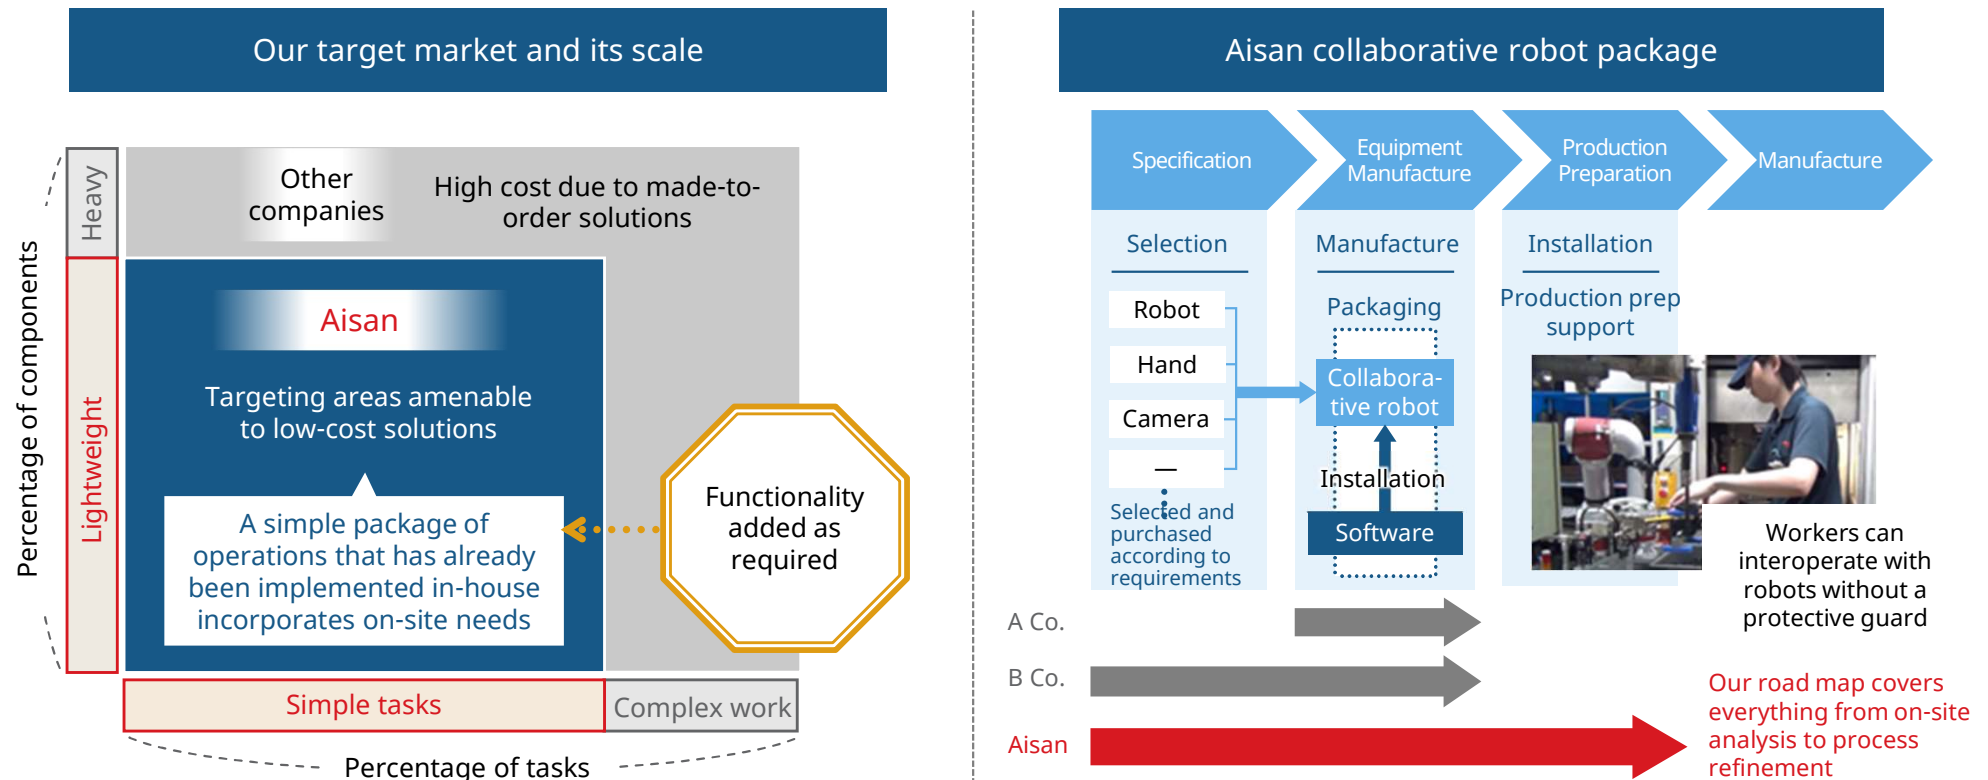 Our target market and its scale
Heavy
Lightweight
Percentage of components
Other
companies
High cost due to made-to-
order solutions
Aisan
Targeting areas amenable
to low-cost solutions
A simple package of
operations that has already
been implemented in-house
incorporates on-site needs
Functionality
added as
required
Simple tasks
Complex work
Percentage of tasks
Aisan collaborative robot package
Specification
Equipment
Manufacture
Production
Preparation
Manufacture
Selection
Robot
Hand
Camera
—
Selected and
purchased
according to
requirements
Manufacture
Packaging
Collabora-
tive robot
Installation
Software
Installation
Production prep
support
Workers can
interoperate with
robots without a
protective guard
A Co.
B Co.
Aisan
Our road map covers
everything from on-site
analysis to process
refinement